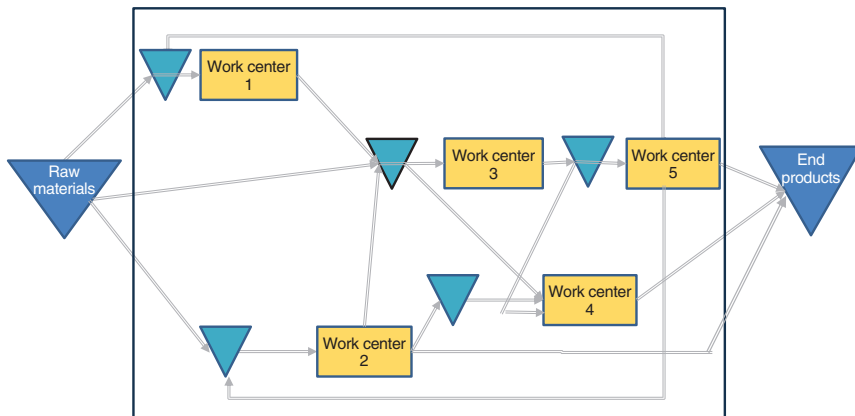 Work center
1
Raw
materials
Work center
3
Work center
5
End
products
Work center
2
Work center
4